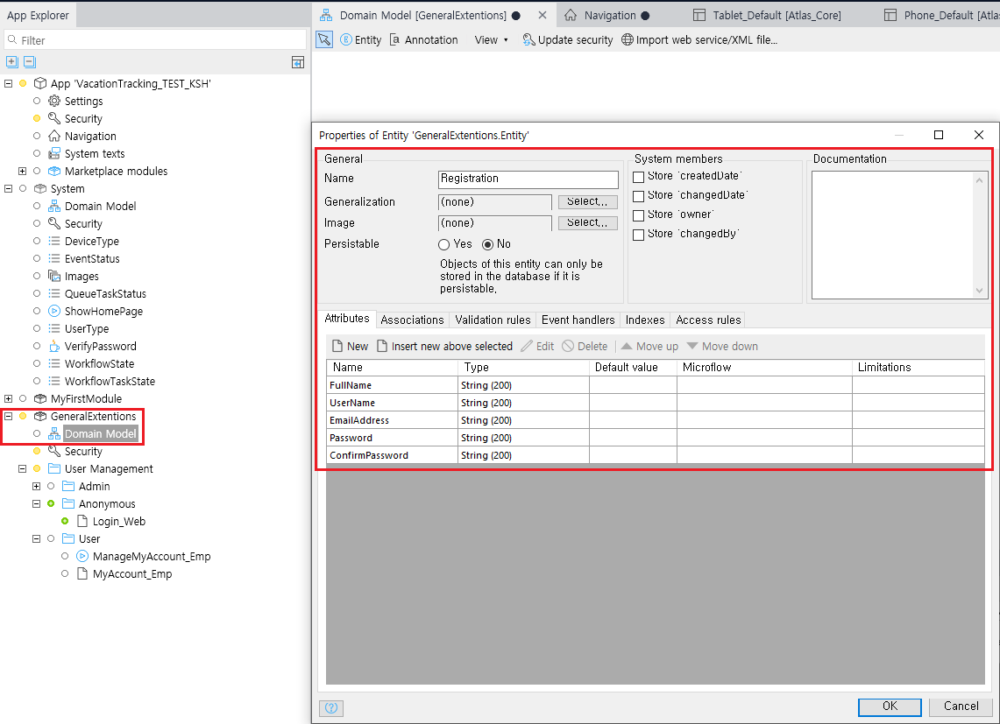 App Explorer
Filter
App 'VacationTracking_TEST_KSH'
Settings
Security
Navigation
System texts
Marketplace modules
System
Domain Model
Security
DeviceType
EventStatus
Images
QueueTaskStatus
ShowHomePage
UserType
VerifyPassword
WorkflowState
WorkflowTaskState
MyFirstModule
GeneralExtentions
Domain Model
Security
User Management
Admin
Anonymous
Login_Web
User
ManageMyAccount_Emp
MyAccount_Emp
Domain Model [GeneralExtentions] Navigation Tablet_Default [Atlas_Core] Phone_Default [Atlas
Entity Annotation View Update security Import web service/XML file...
Properties of Entity 'GeneralExtentions.Entity'
General
Name Registration
Generalization (none) Select...
Image (none) Select...
Persistable Yes No
Objects of this entity can only be
stored in the database if it is
persistable.
System members
Store 'createdDate'
Store 'changedDate'
Store 'owner'
Store 'changedBy'
Documentation
Attributes Associations Validation rules Event handlers Indexes Access rules
New Insert new above selected Edit Delete Move up Move down
Name Type Default value Microflow Limitations
FullName String (200)
UserName String (200)
EmailAddress String (200)
Password String (200)
ConfirmPassword String (200)
OK Cancel